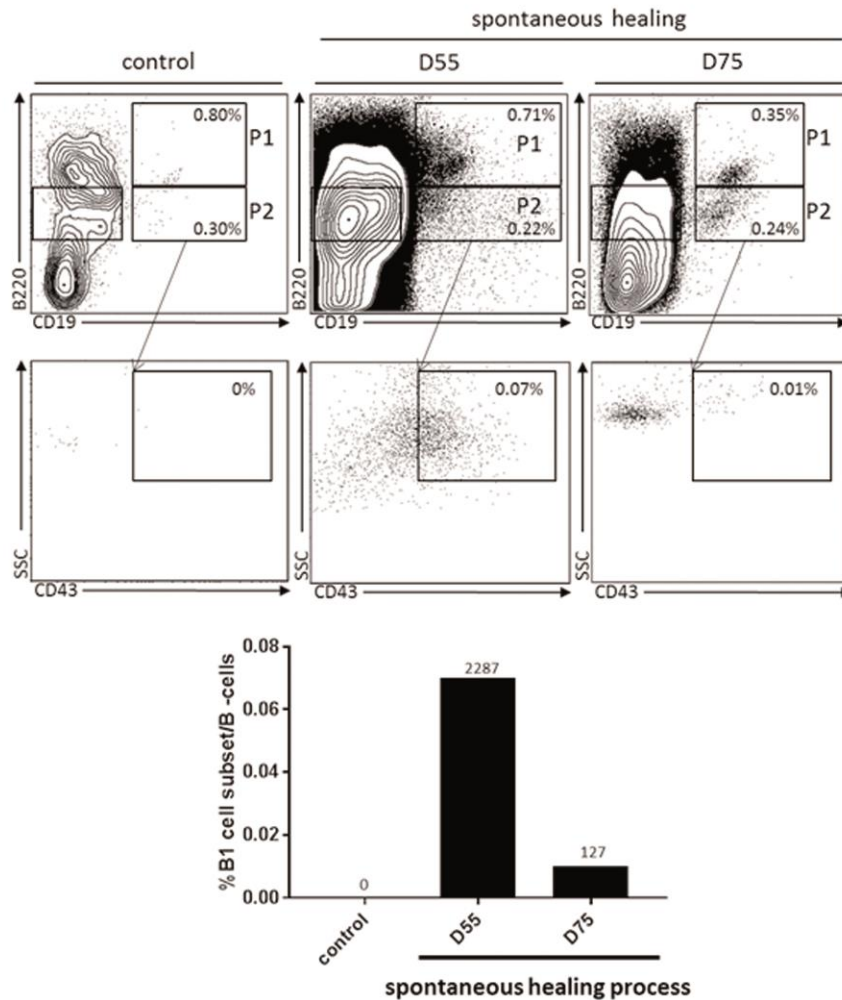 spontaneous healing
control
D55
D75
0.80%
P1
0.71%
P1
0.35%
P1
P2
0.30%
P2
0.22%
P2
0.24%
B220
B220
B220
CD19
CD19
CD19
0%
0.07%
0.01%
SSC
SSC
SSC
CD43
CD43
CD43
% B1 cell subset/B -cells
0.08
0.06
0.04
0.02
0.00
2287
127
0
control
D55
D75
spontaneous healing process